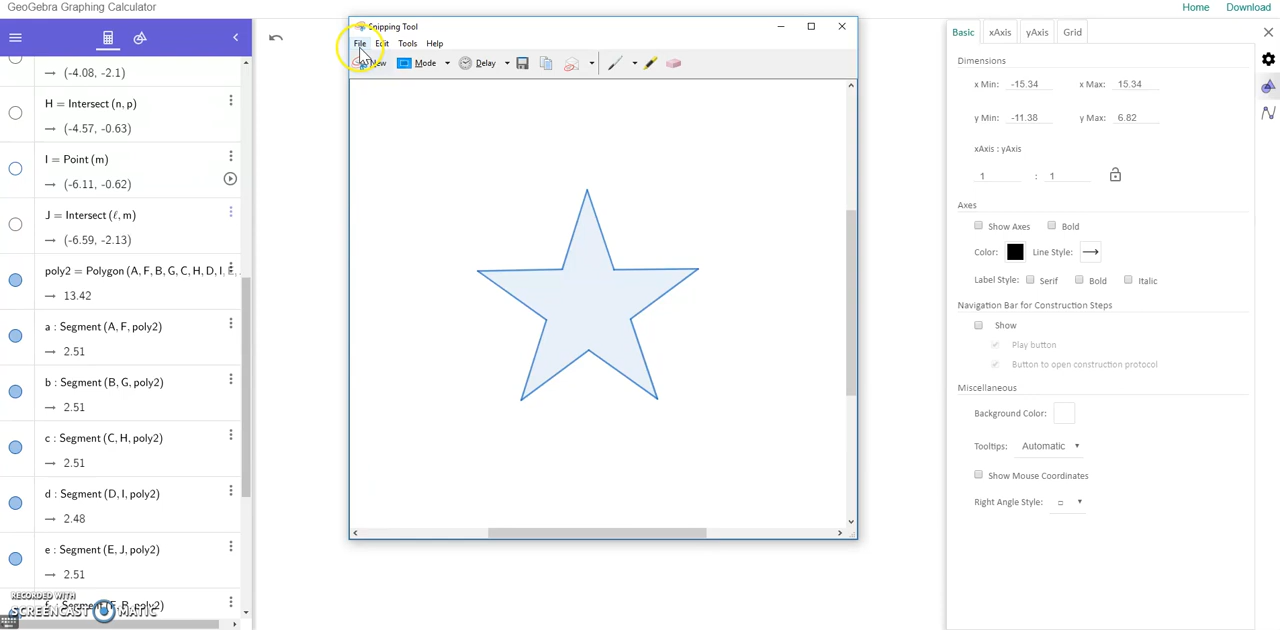 GeoGebra Graphing Calculator
Home
Download
Snipping Tool
File Edit Tools Help
New Mode Delay
→ (-4.08, -2.1)
H = Intersect (n, p)
→ (-4.57, -0.63)
I = Point (m)
→ (-6.11, -0.62)
J = Intersect (ℓ, m)
→ (-6.59, -2.13)
poly2 = Polygon (A, F, B, G, C, H, D, I, E,
→ 13.42
a : Segment (A, F, poly2)
→ 2.51
b : Segment (B, G, poly2)
→ 2.51
c : Segment (C, H, poly2)
→ 2.51
d : Segment (D, I, poly2)
→ 2.48
e : Segment (E, J, poly2)
→ 2.51
f : Segment (F, B, poly2)
RECORDED WITH
SCREENCAST MATIC
Basic xAxis yAxis Grid
Dimensions
x Min: -15.34 x Max: 15.34
y Min: -11.38 y Max: 6.82
xAxis : yAxis
1 : 1
Axes
Show Axes Bold
Color: Line Style:
Label Style: Serif Bold Italic
Navigation Bar for Construction Steps
Show
Play button
Button to open construction protocol
Miscellaneous
Background Color:
Tooltips: Automatic
Show Mouse Coordinates
Right Angle Style: